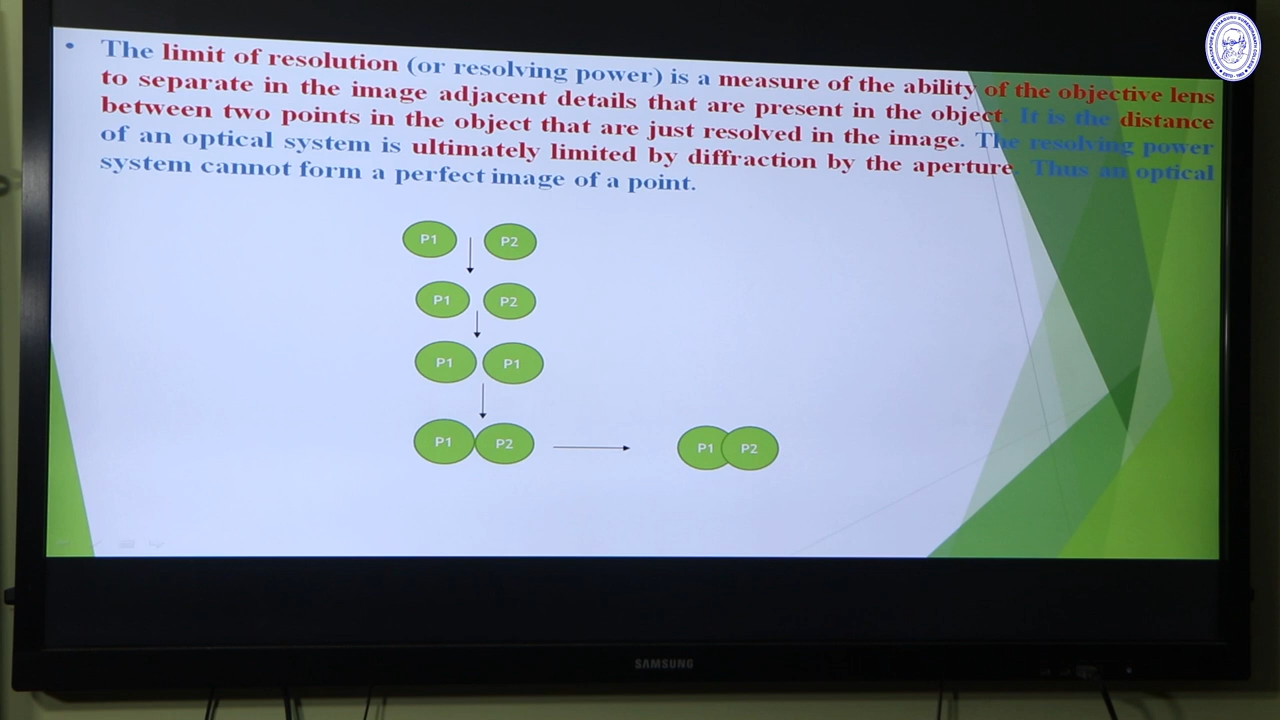 • The limit of resolution (or resolving power) is a measure of the ability of the objective lens
to separate in the image adjacent details that are present in the object. It is the distance
between two points in the object that are just resolved in the image. The resolving power
of an optical system is ultimately limited by diffraction by the aperture. Thus an optical
system cannot form a perfect image of a point.
P1 P2
P1 P2
P1 P1
P1 P2
P1 P2
SAMSUNG